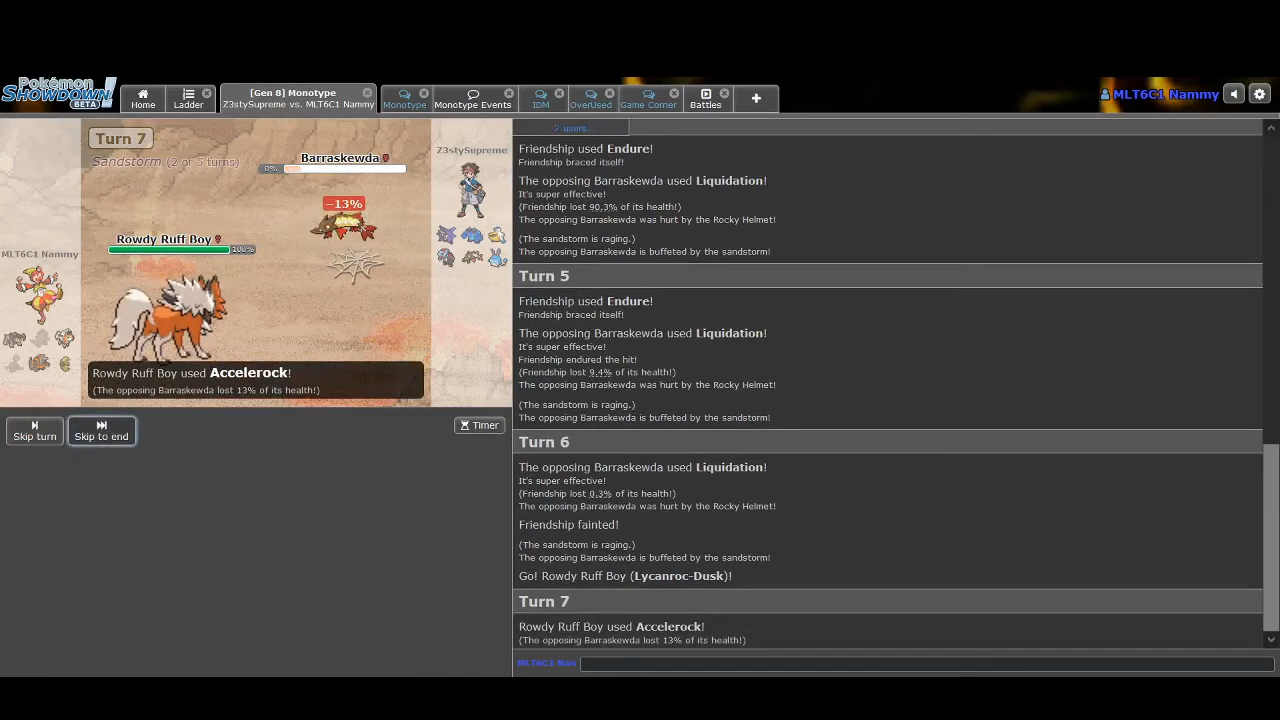 Pokémon
SHOWDOWN!
BETA
Home
Ladder
[Gen 8] Monotype
Z3stySupreme vs. MLT6C1 Nammy
Monotype
Monotype Events
IDM
OverUsed
Game Corner
Battles
+
MLT6C1 Nammy
Turn 7
Sandstorm (2 or 5 turns)
Barraskewda
0%
−13%
Rowdy Ruff Boy
100%
MLT6C1 Nammy
Z3stySupreme
Rowdy Ruff Boy used Accelerock!
(The opposing Barraskewda lost 13% of its health!)
Skip turn
Skip to end
Timer
2 users
Friendship used Endure!
Friendship braced itself!
The opposing Barraskewda used Liquidation!
It's super effective!
(Friendship lost 90.3% of its health!)
The opposing Barraskewda was hurt by the Rocky Helmet!
(The sandstorm is raging.)
The opposing Barraskewda is buffeted by the sandstorm!
Turn 5
Friendship used Endure!
Friendship braced itself!
The opposing Barraskewda used Liquidation!
It's super effective!
Friendship endured the hit!
(Friendship lost 9.4% of its health!)
The opposing Barraskewda was hurt by the Rocky Helmet!
(The sandstorm is raging.)
The opposing Barraskewda is buffeted by the sandstorm!
Turn 6
The opposing Barraskewda used Liquidation!
It's super effective!
(Friendship lost 0.3% of its health!)
The opposing Barraskewda was hurt by the Rocky Helmet!
Friendship fainted!
(The sandstorm is raging.)
The opposing Barraskewda is buffeted by the sandstorm!
Go! Rowdy Ruff Boy (Lycanroc-Dusk)!
Turn 7
Rowdy Ruff Boy used Accelerock!
(The opposing Barraskewda lost 13% of its health!)
MLT6C1 Nan